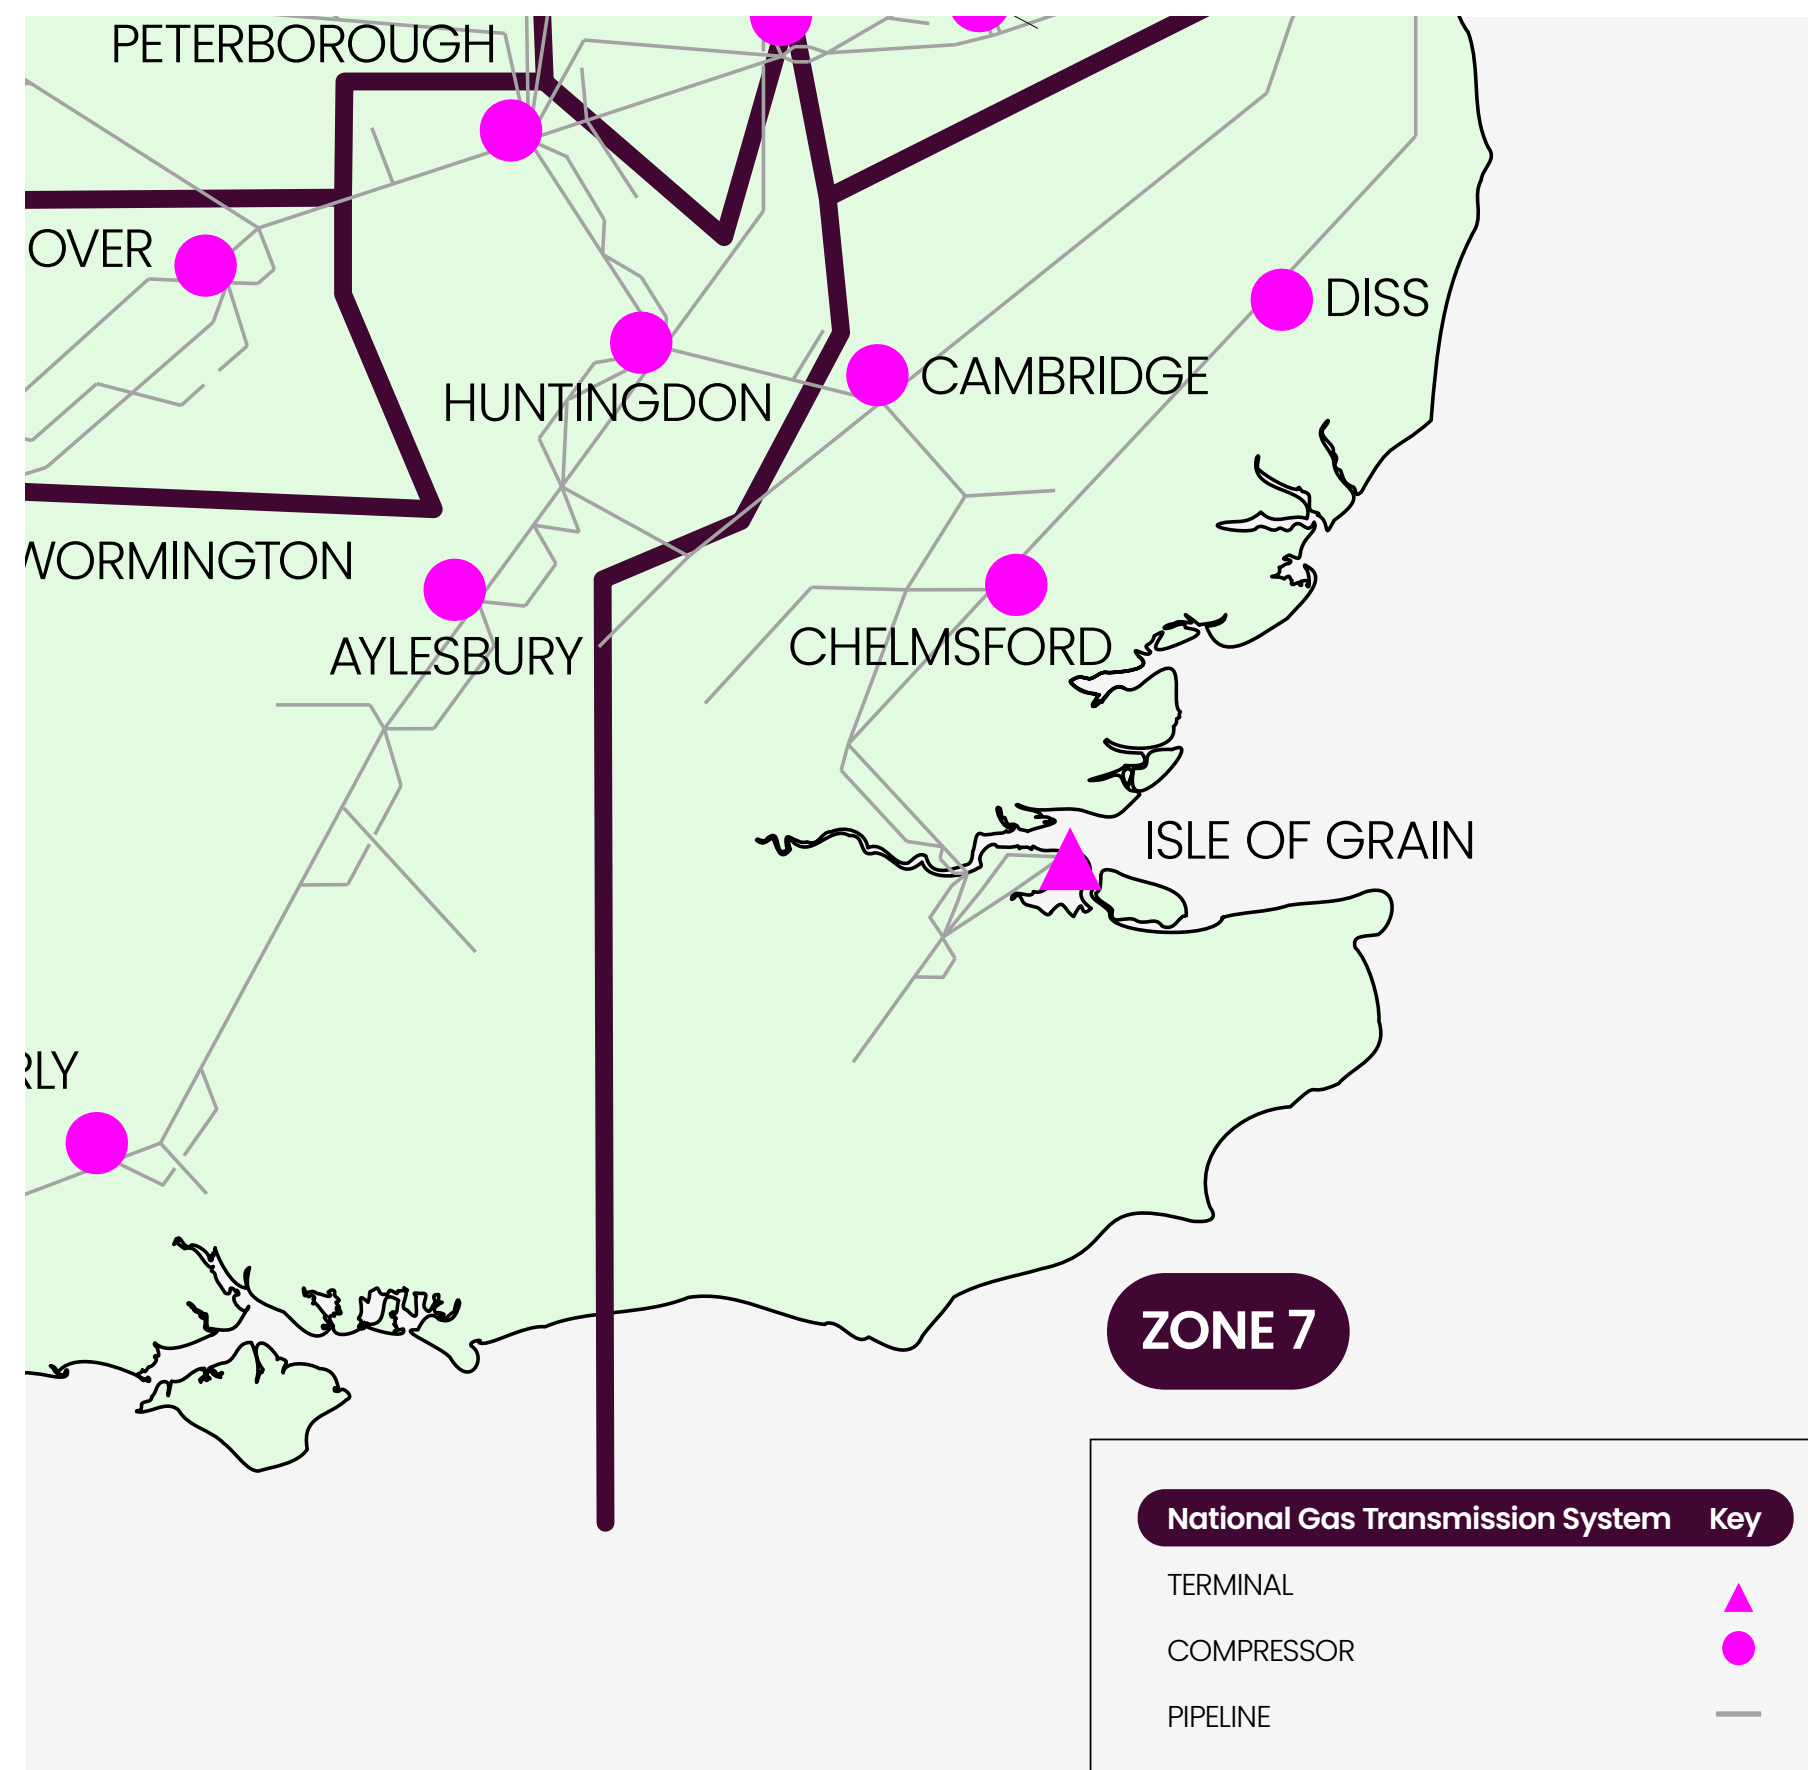 PETERBOROUGH
OVER
DISS
CAMBRIDGE
HUNTINGDON
WORMINGTON
AYLESBURY
CHELMSFORD
ISLE OF GRAIN
RLY
ZONE 7
National Gas Transmission System Key
TERMINAL
COMPRESSOR
PIPELINE